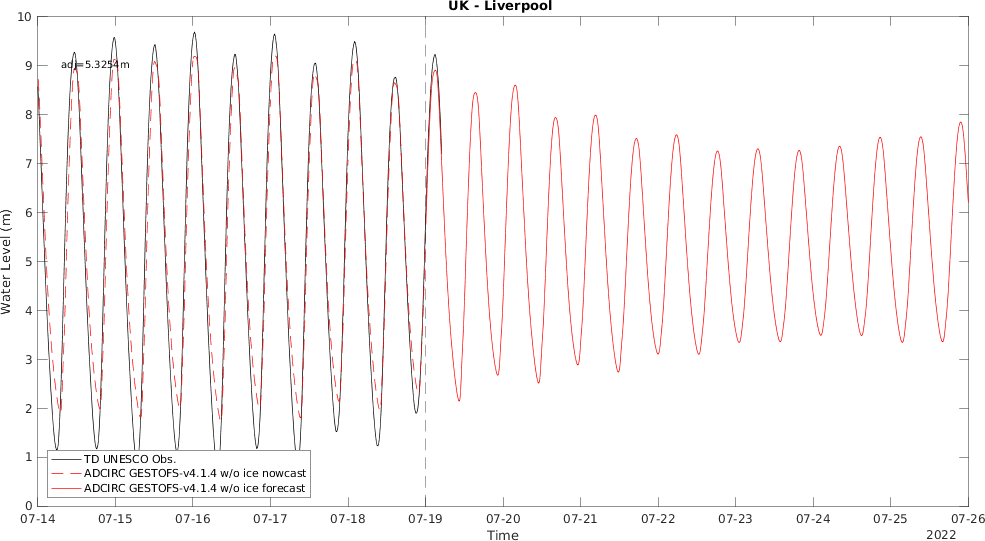 UK - Liverpool
10
9
8
7
6
5
4
3
2
1
0
Water Level (m)
adj=5.3254m
TD UNESCO Obs.
ADCIRC GESTOFS-v4.1.4 w/o ice nowcast
ADCIRC GESTOFS-v4.1.4 w/o ice forecast
07-14 07-15 07-16 07-17 07-18 07-19 07-20 07-21 07-22 07-23 07-24 07-25 07-26
Time
2022